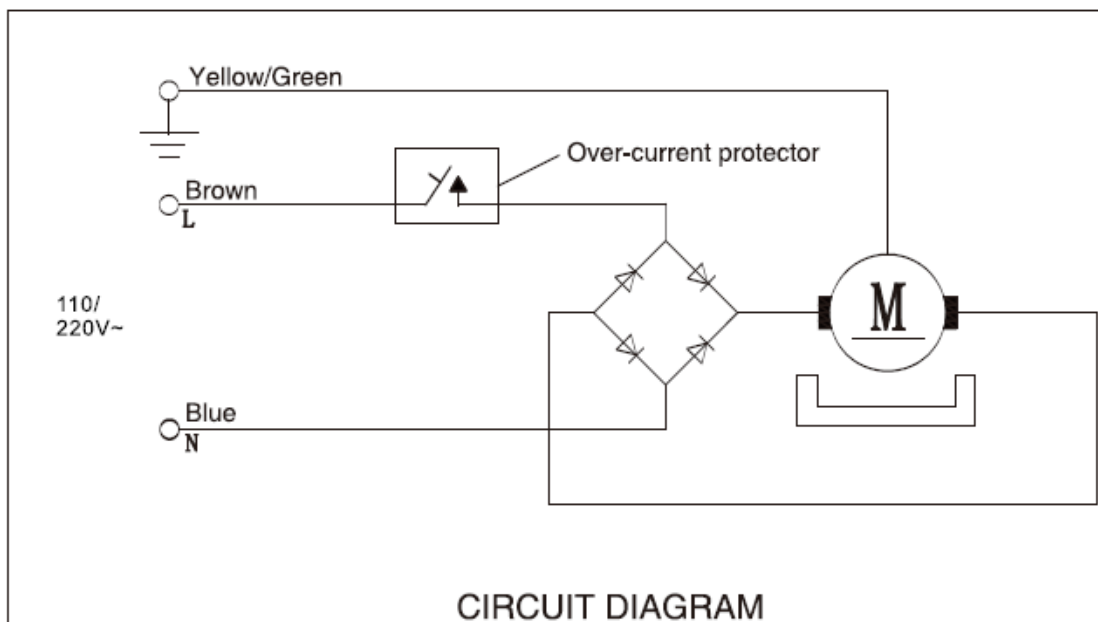 Yellow/Green
Over-current protector
Brown
L
110/
220V~
M
Blue
N
CIRCUIT DIAGRAM